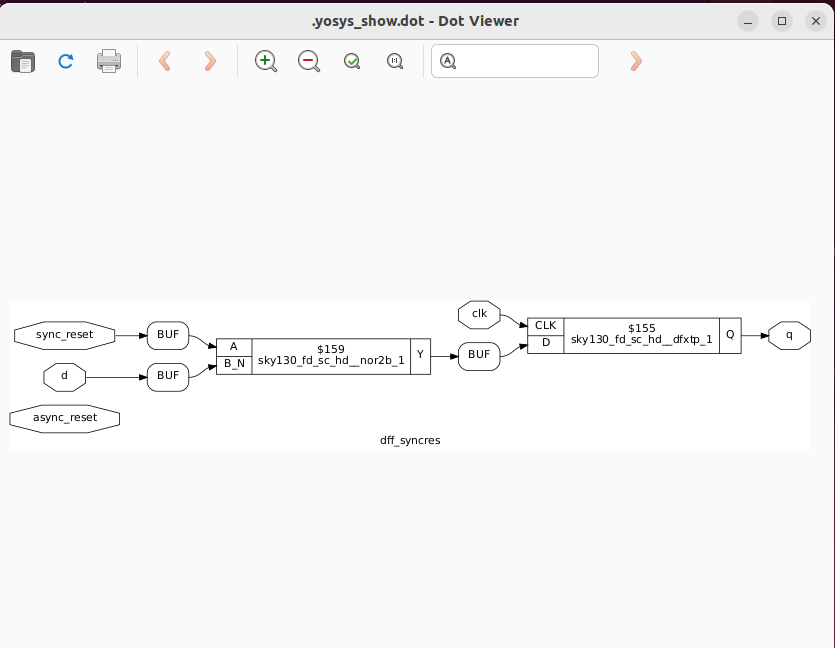 .yosys_show.dot - Dot Viewer
A
clk
sync_reset
BUF
A
B_N
$159
sky130_fd_sc_hd__nor2b_1
Y
BUF
CLK
D
$155
sky130_fd_sc_hd__dfxtp_1
Q
q
d
BUF
async_reset
dff_syncres